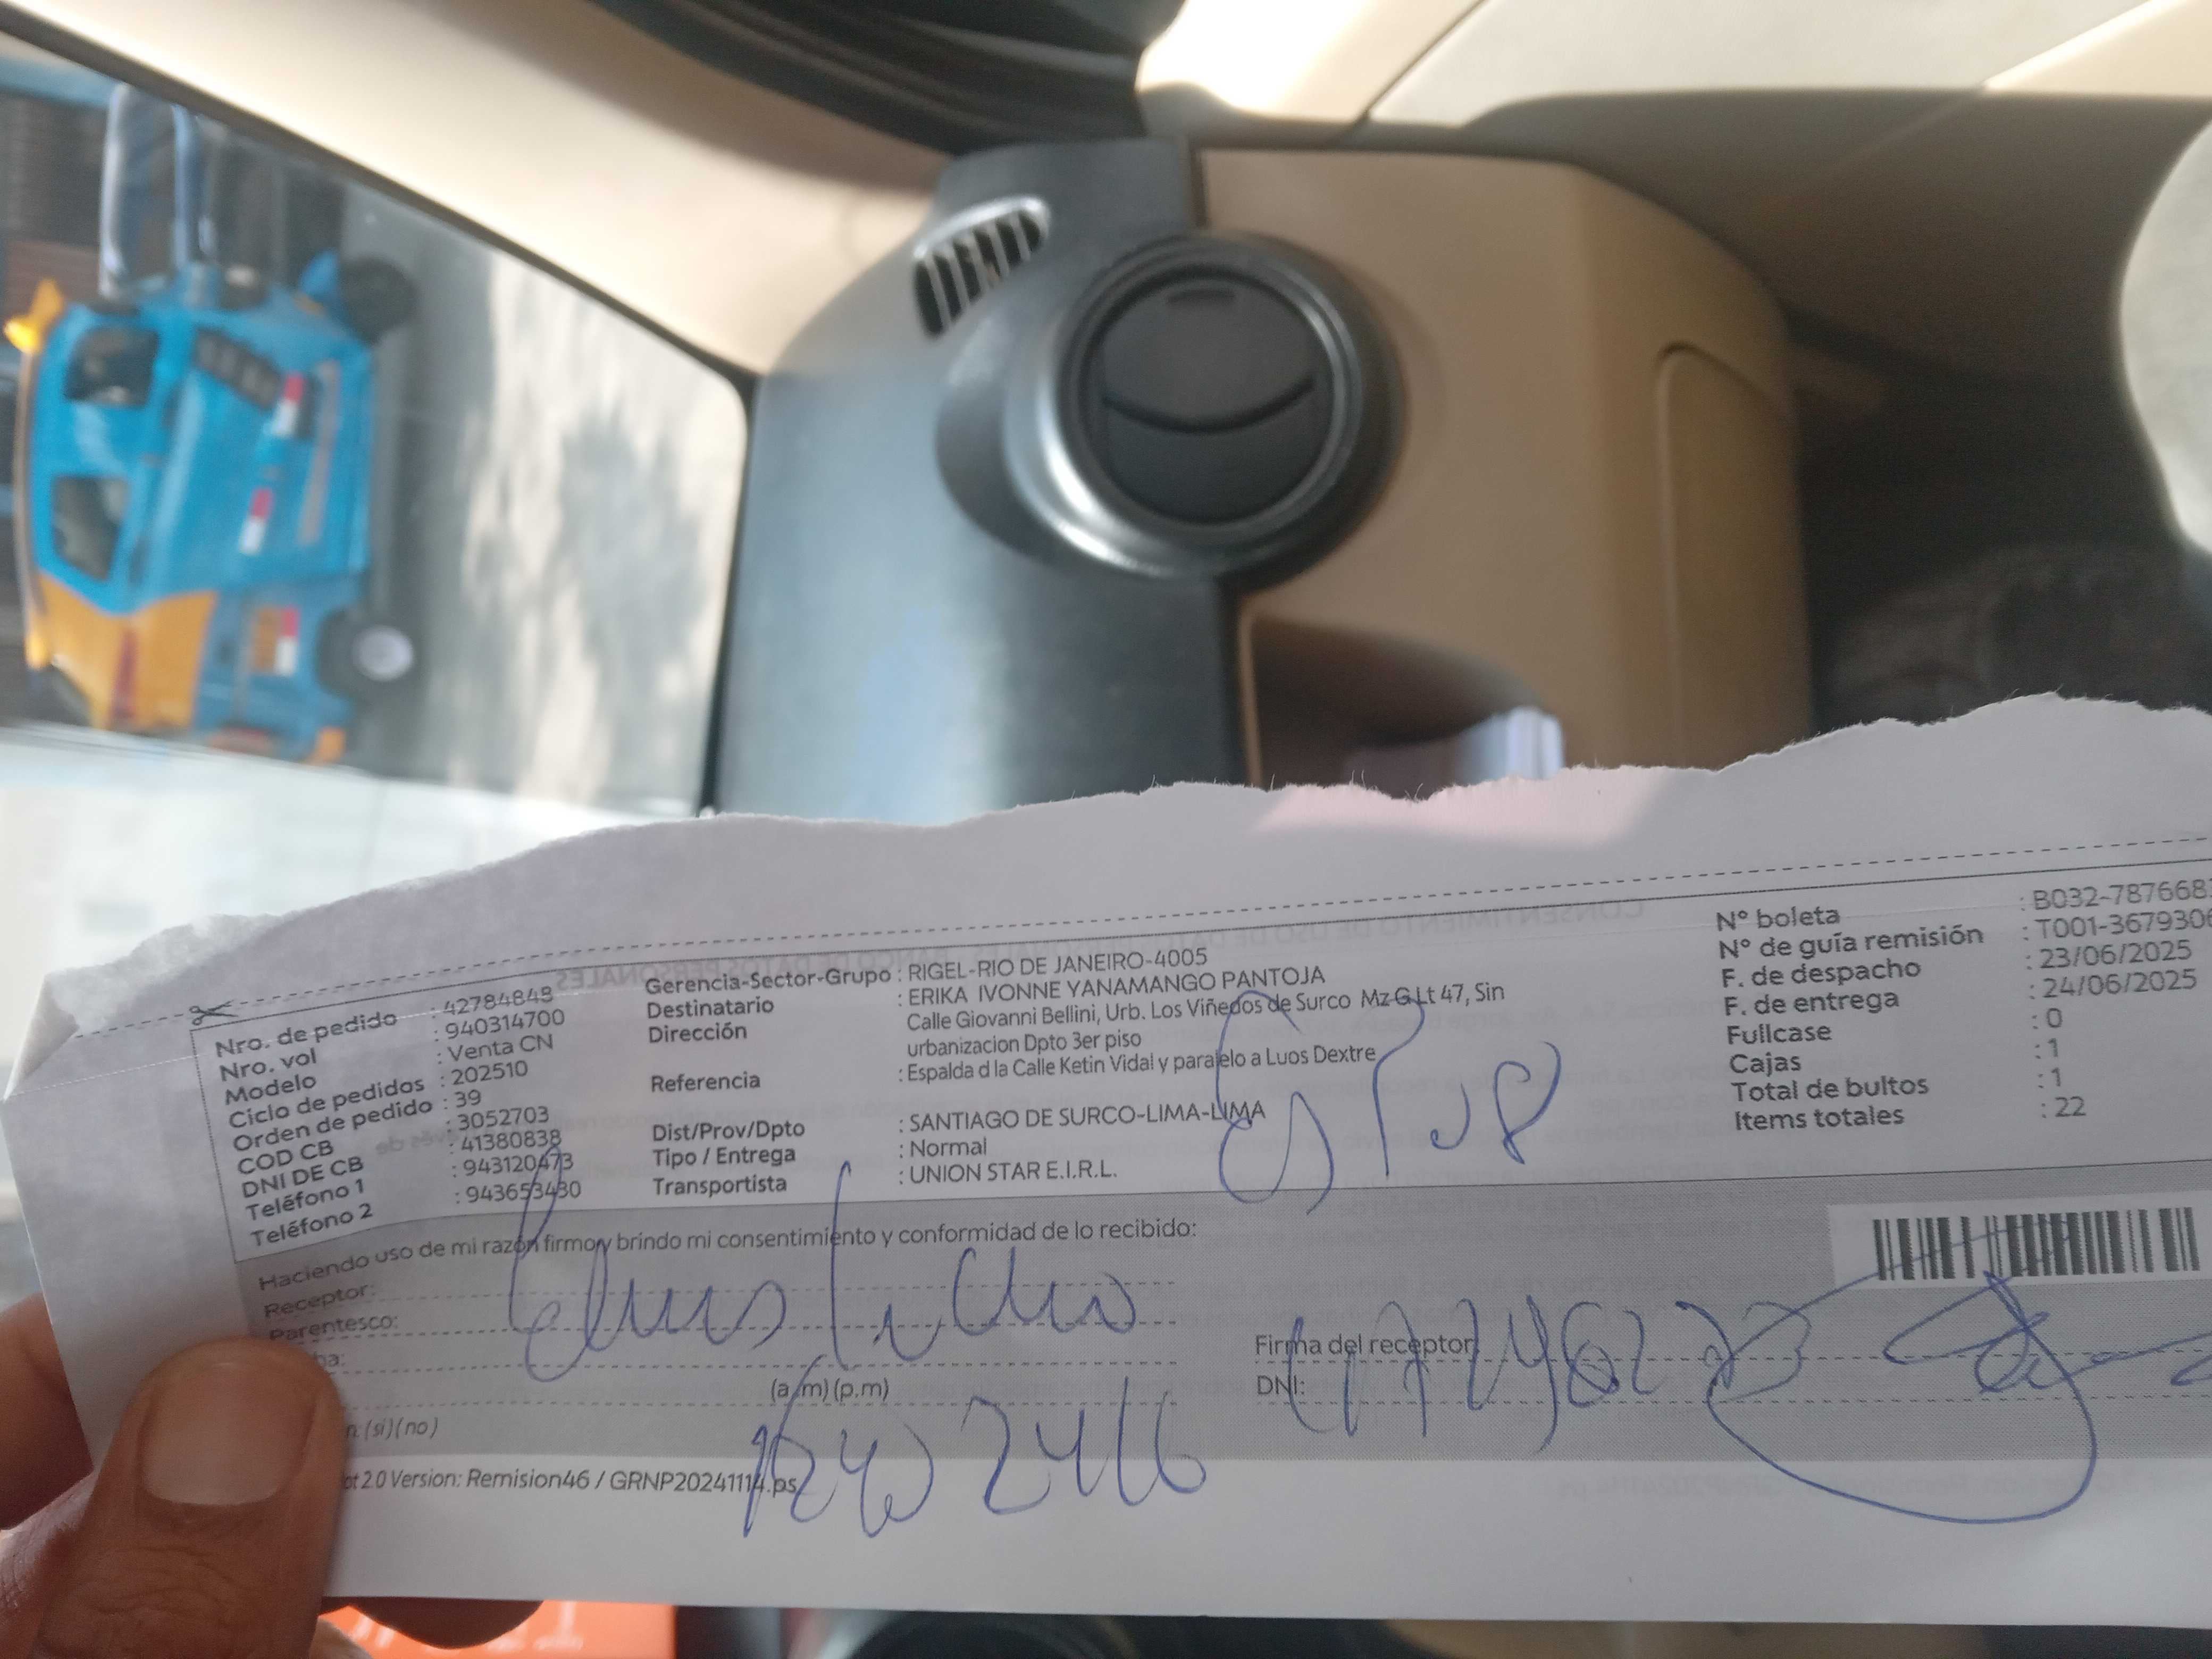 Nro. de pedido : 42784848
Nro. vol : 940314700
Modelo : Venta CN
Ciclo de pedidos : 202510
Orden de pedido : 39
COD CB : 3052703
DNI DE CB : 41380838
Teléfono 1 : 943120473
Teléfono 2 : 943653430
Gerencia-Sector-Grupo : RIGEL-RIO DE JANEIRO-4005
Destinatario : ERIKA IVONNE YANAMANGO PANTOJA
Dirección : Calle Giovanni Bellini, Urb. Los Viñedos de Surco Mz G Lt 47, Sin
urbanizacion Dpto 3er piso
Referencia : Espalda d la Calle Ketin Vidal y paralelo a Luos Dextre
Dist/Prov/Dpto : SANTIAGO DE SURCO-LIMA-LIMA
Tipo / Entrega : Normal
Transportista : UNION STAR E.I.R.L.
N° boleta : B032-787668
N° de guía remisión : T001-3679306
F. de despacho : 23/06/2025
F. de entrega : 24/06/2025
Fullcase : 0
Cajas : 1
Total de bultos : 1
Items totales : 22
Haciendo uso de mi razón firmo y brindo mi consentimiento y conformidad de lo recibido:
Receptor:
Parentesco:
(a.m) (p.m)
(si) (no)
Firma del receptor:
DNI:
2.0 Version: Remision46 / GRNP20241114.ps